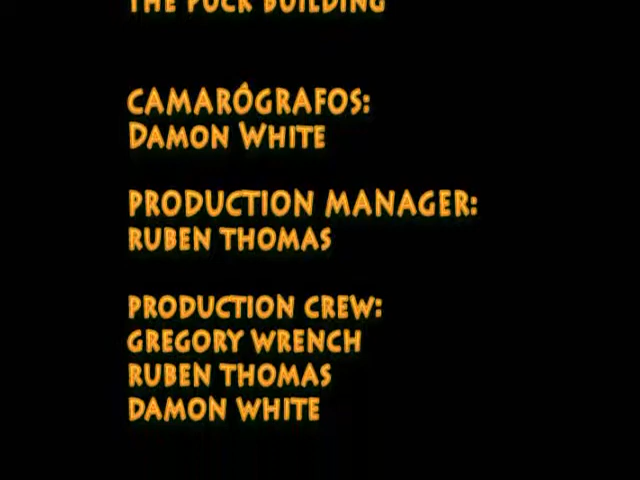 THE PUCK BUILDING
CAMARÓGRAFOS:
DAMON WHITE
PRODUCTION MANAGER:
RUBEN THOMAS
PRODUCTION CREW:
GREGORY WRENCH
RUBEN THOMAS
DAMON WHITE